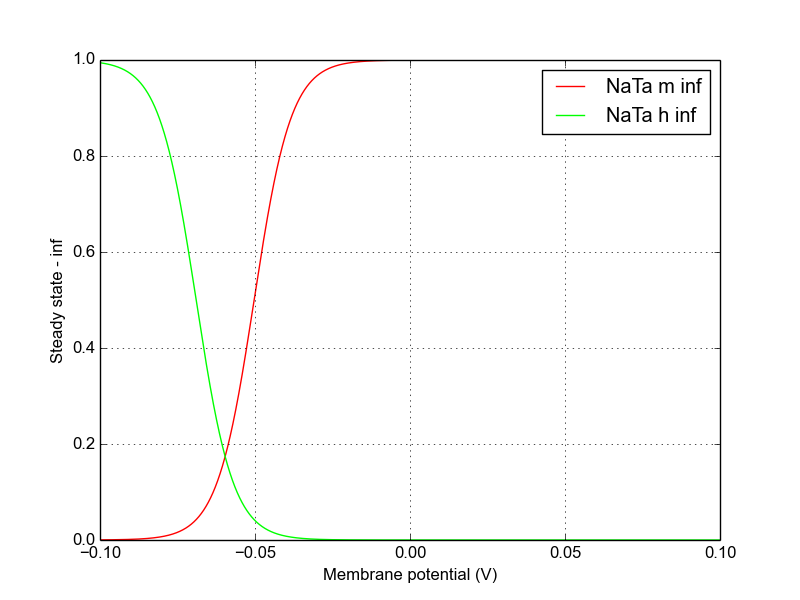 NaTa m inf
NaTa h inf
1.0
0.8
0.6
0.4
0.2
0.0
Steady state - inf
−0.10 −0.05 0.00 0.05 0.10
Membrane potential (V)